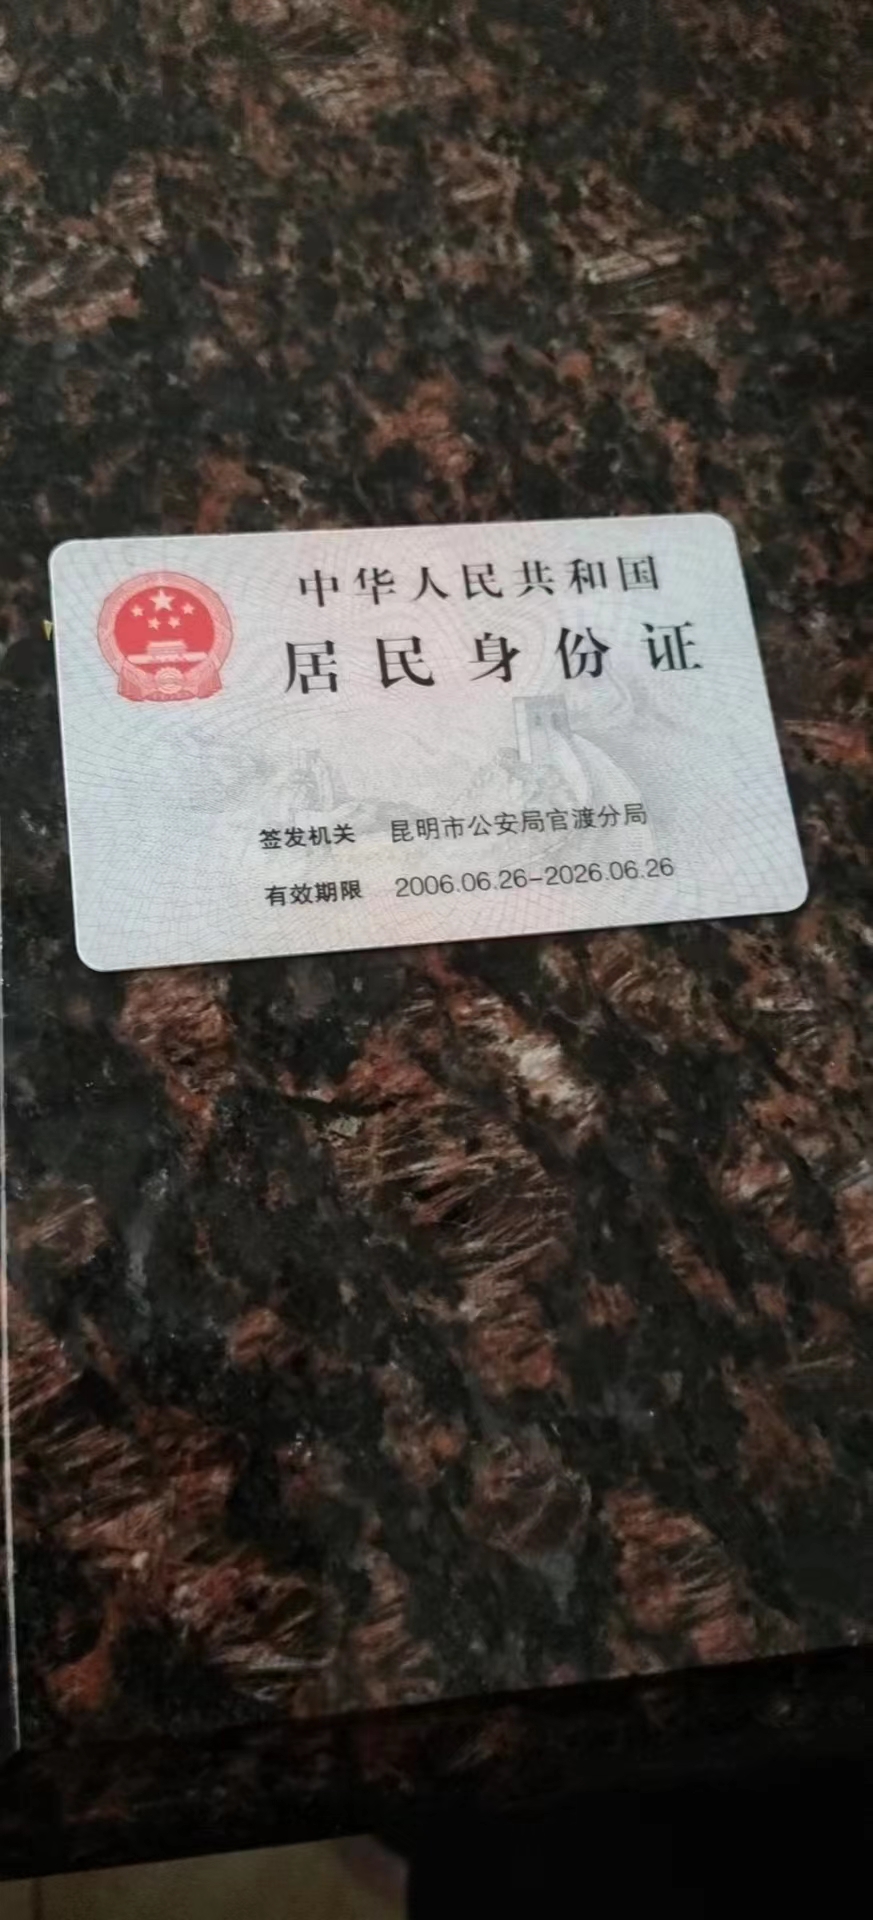 中华人民共和国
居民身份证
签发机关 昆明市公安局官渡分局
有效期限 2006.06.26-2026.06.26